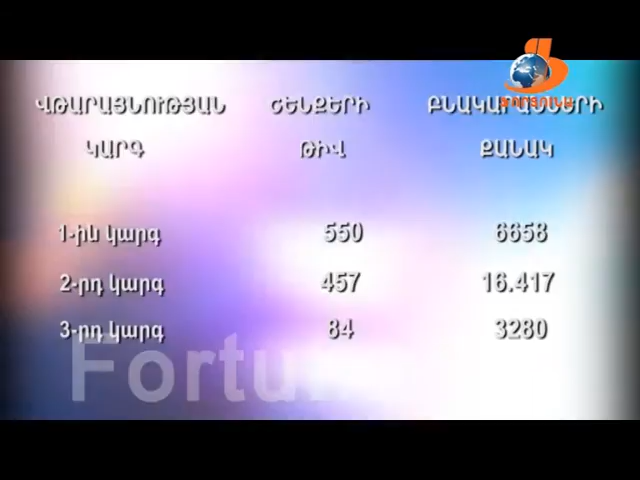 ՎԹԱՐԱՅՆՈՒԹՅԱՆ ՇԵՆՔԵՐԻ ԲՆԱԿԱՐԱՆՆԵՐԻ
ԿԱՐԳ ԹԻՎ ՔԱՆԱԿ
1-ին կարգ 550 6658
2-րդ կարգ 457 16.417
3-րդ կարգ 84 3280